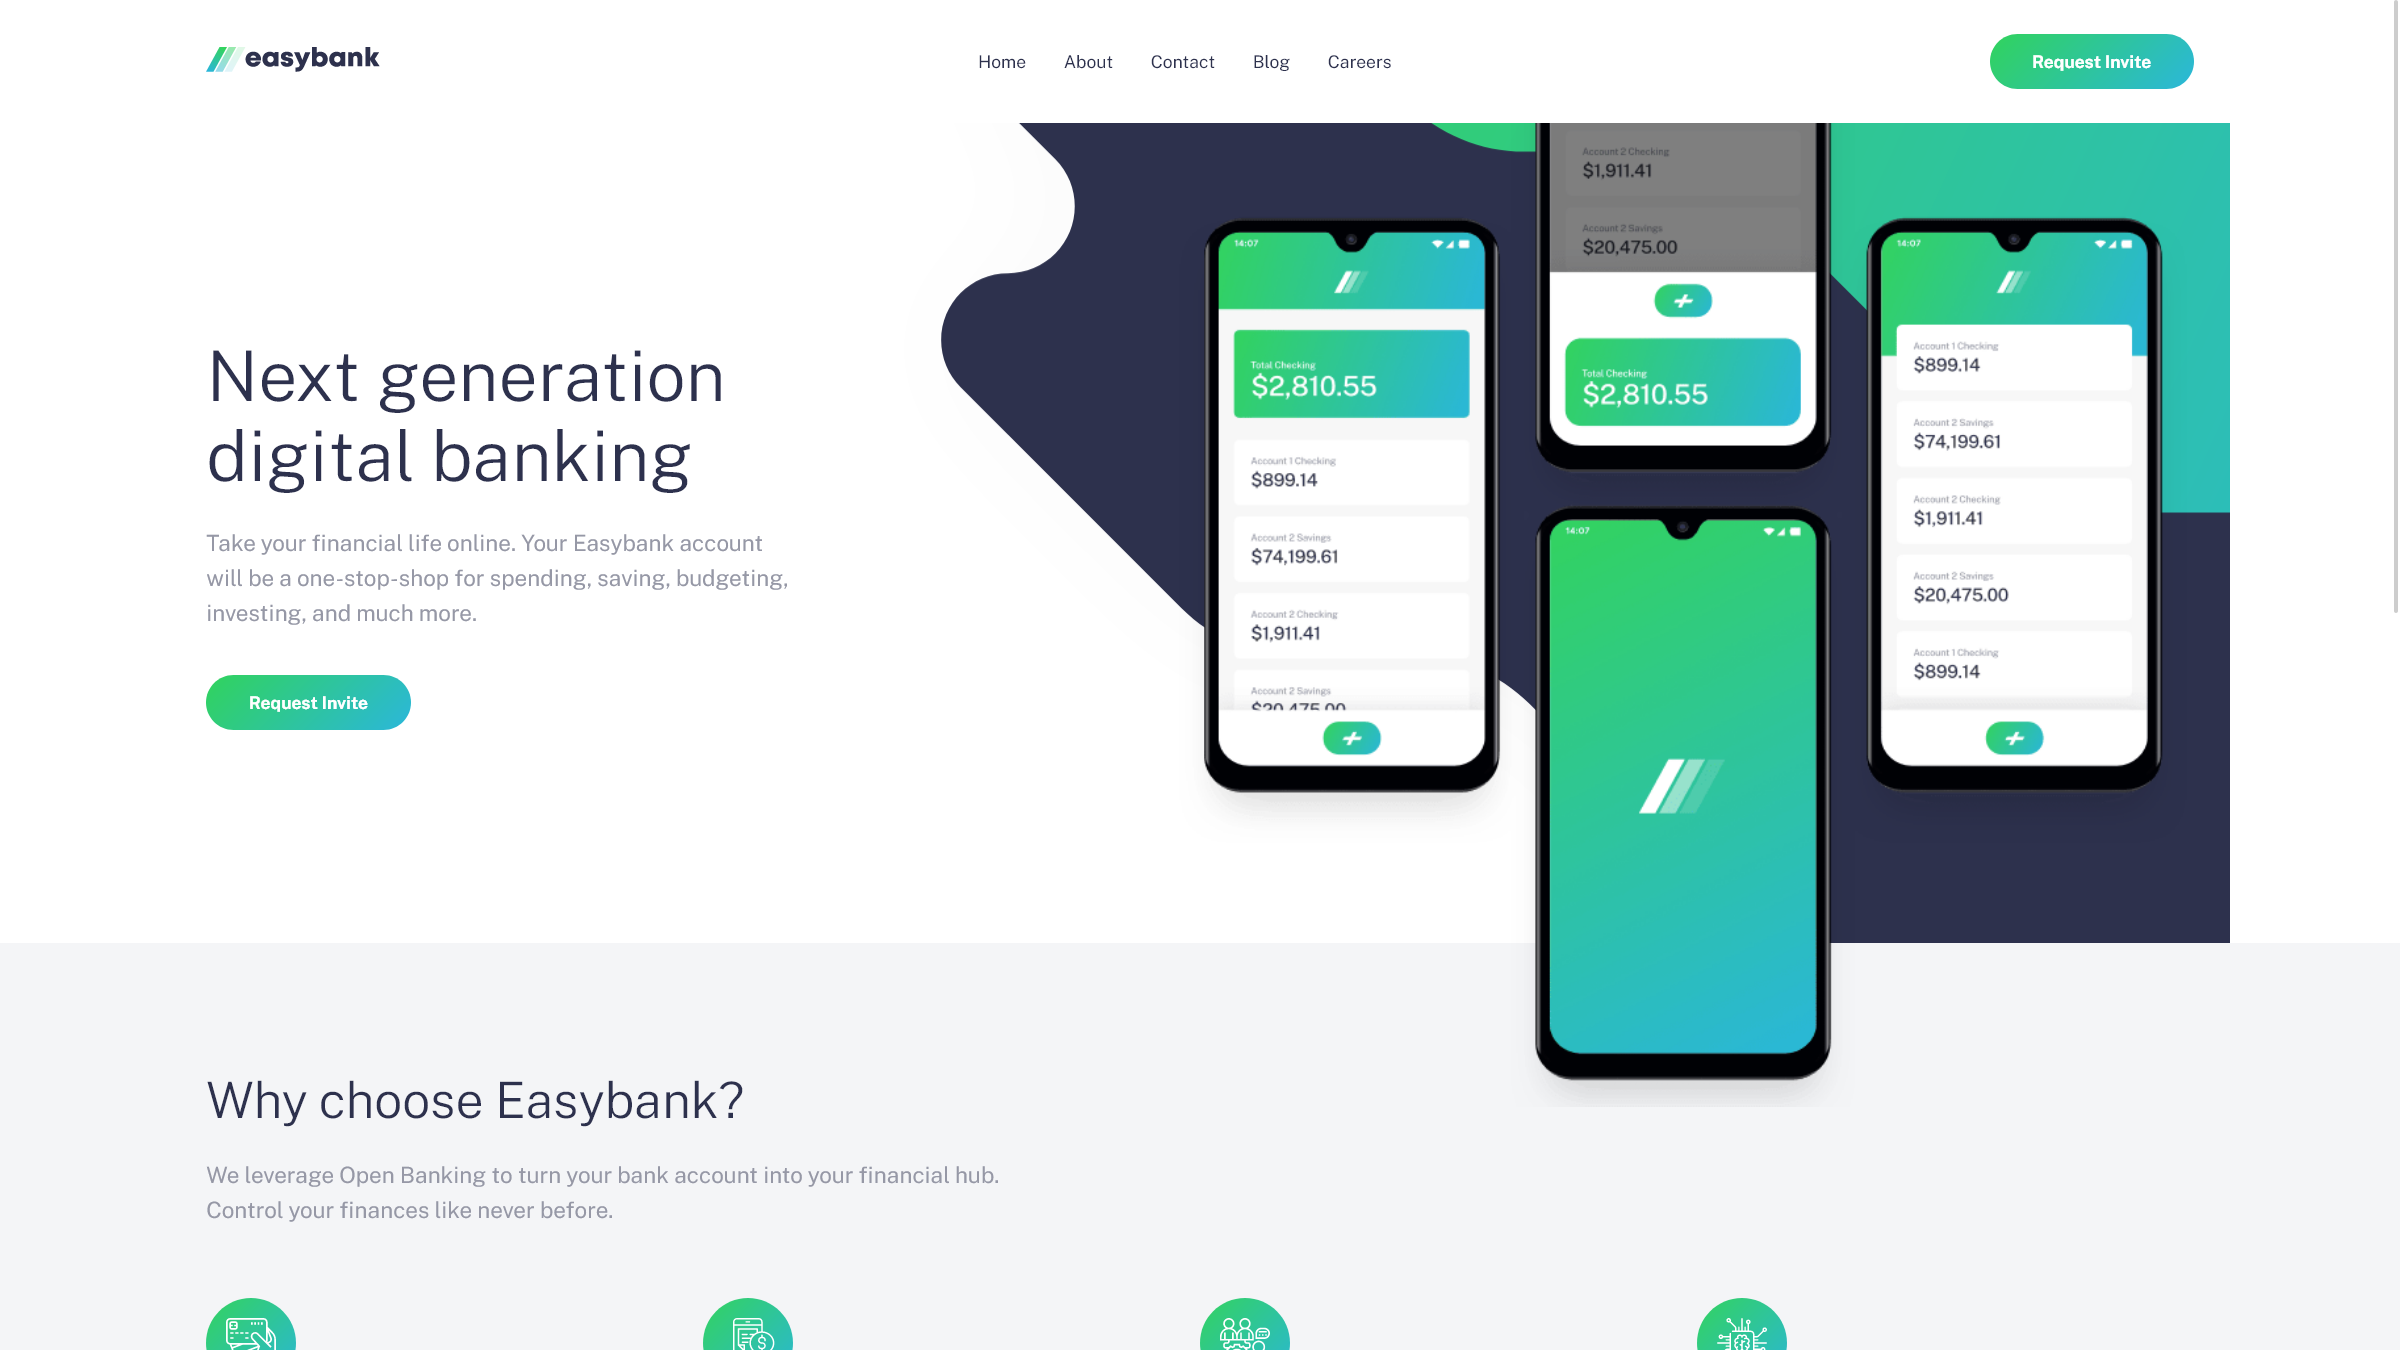 easybank
Home
About
Contact
Blog
Careers
Request Invite
Next generation
digital banking
Take your financial life online. Your Easybank account
will be a one-stop-shop for spending, saving, budgeting,
investing, and much more.
Request Invite
14:07
Total Checking
$2,810.55
Account 1 Checking
$899.14
Account 2 Savings
$74,199.61
Account 2 Checking
$1,911.41
Account 2 Savings
$20,475.00
Account 2 Checking
$1,911.41
Account 2 Savings
$20,475.00
Total Checking
$2,810.55
14:07
14:07
Account 1 Checking
$899.14
Account 2 Savings
$74,199.61
Account 2 Checking
$1,911.41
Account 2 Savings
$20,475.00
Account 1 Checking
$899.14
Why choose Easybank?
We leverage Open Banking to turn your bank account into your financial hub.
Control your finances like never before.